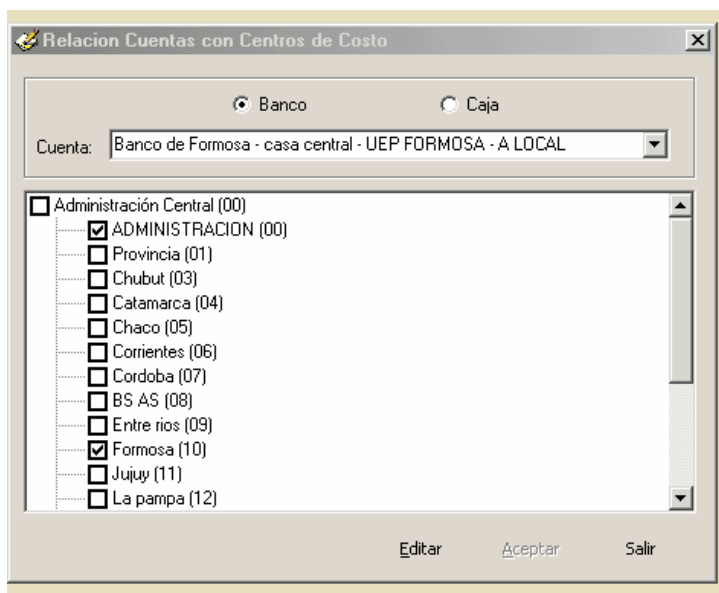 Relacion Cuentas con Centros de Costo
Banco Caja
Cuenta: Banco de Formosa - casa central - UEP FORMOSA - A LOCAL
Administración Central (00)
ADMINISTRACION (00)
Provincia (01)
Chubut (03)
Catamarca (04)
Chaco (05)
Corrientes (06)
Cordoba (07)
BS AS (08)
Entre rios (09)
Formosa (10)
Jujuy (11)
La pampa (12)
Editar Aceptar Salir